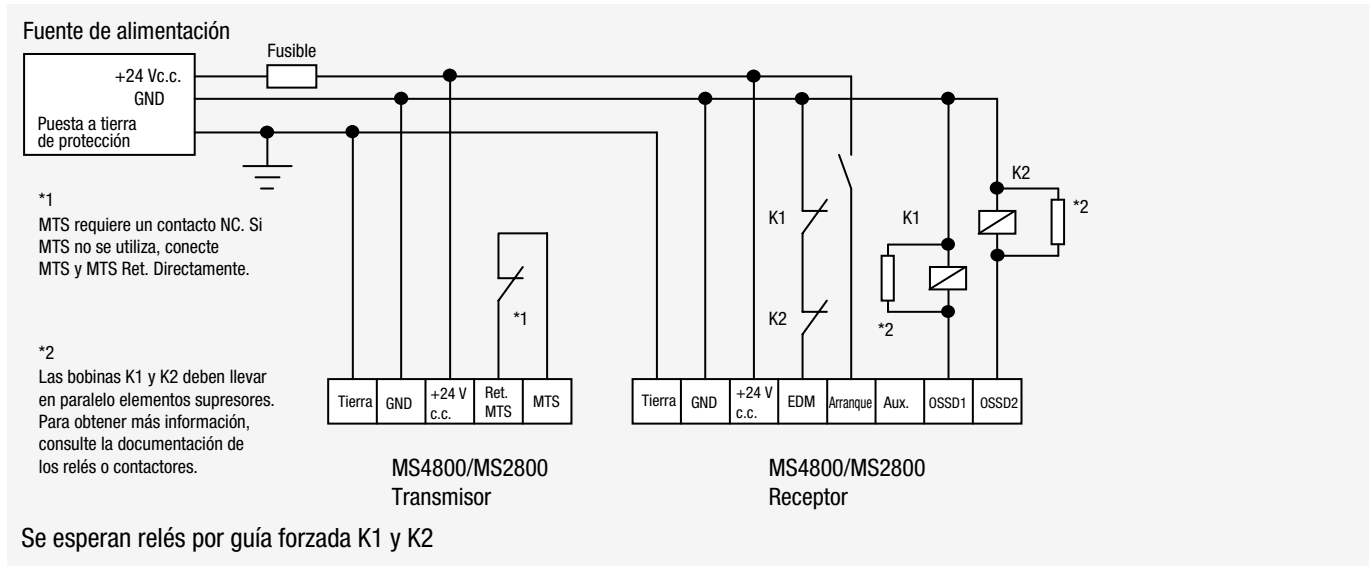 Fuente de alimentación
Fusible
+24 Vc.c.
GND
Puesta a tierra
de protección
*1
MTS requiere un contacto NC. Si
MTS no se utiliza, conecte
MTS y MTS Ret. Directamente.
*2
Las bobinas K1 y K2 deben llevar
en paralelo elementos supresores.
Para obtener más información,
consulte la documentación de
los relés o contactores.
*1
K1
K2
K1
*2
K2
*2
Tierra
GND
+24 V
c.c.
Ret.
MTS
MTS
MS4800/MS2800
Transmisor
Tierra
GND
+24 V
c.c.
EDM
Arranque
Aux.
OSSD1
OSSD2
MS4800/MS2800
Receptor
Se esperan relés por guía forzada K1 y K2